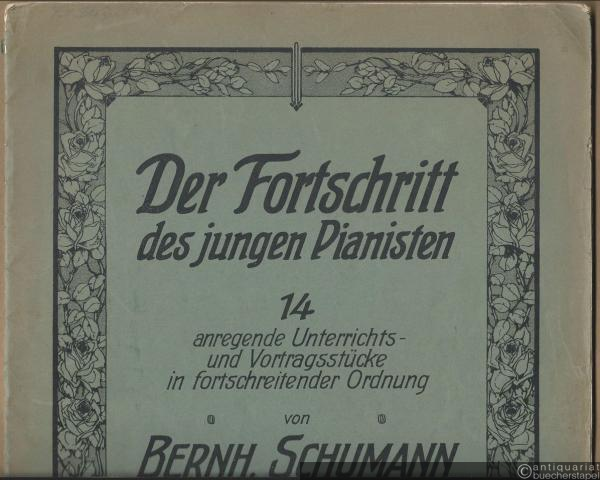 Der Fortschritt
des jungen Pianisten
14
anregende Unterrichts-
und Vortragsstücke
in fortschreitender Ordnung
von
BERNH. SCHUMANN
antiquariat
buecherstapel